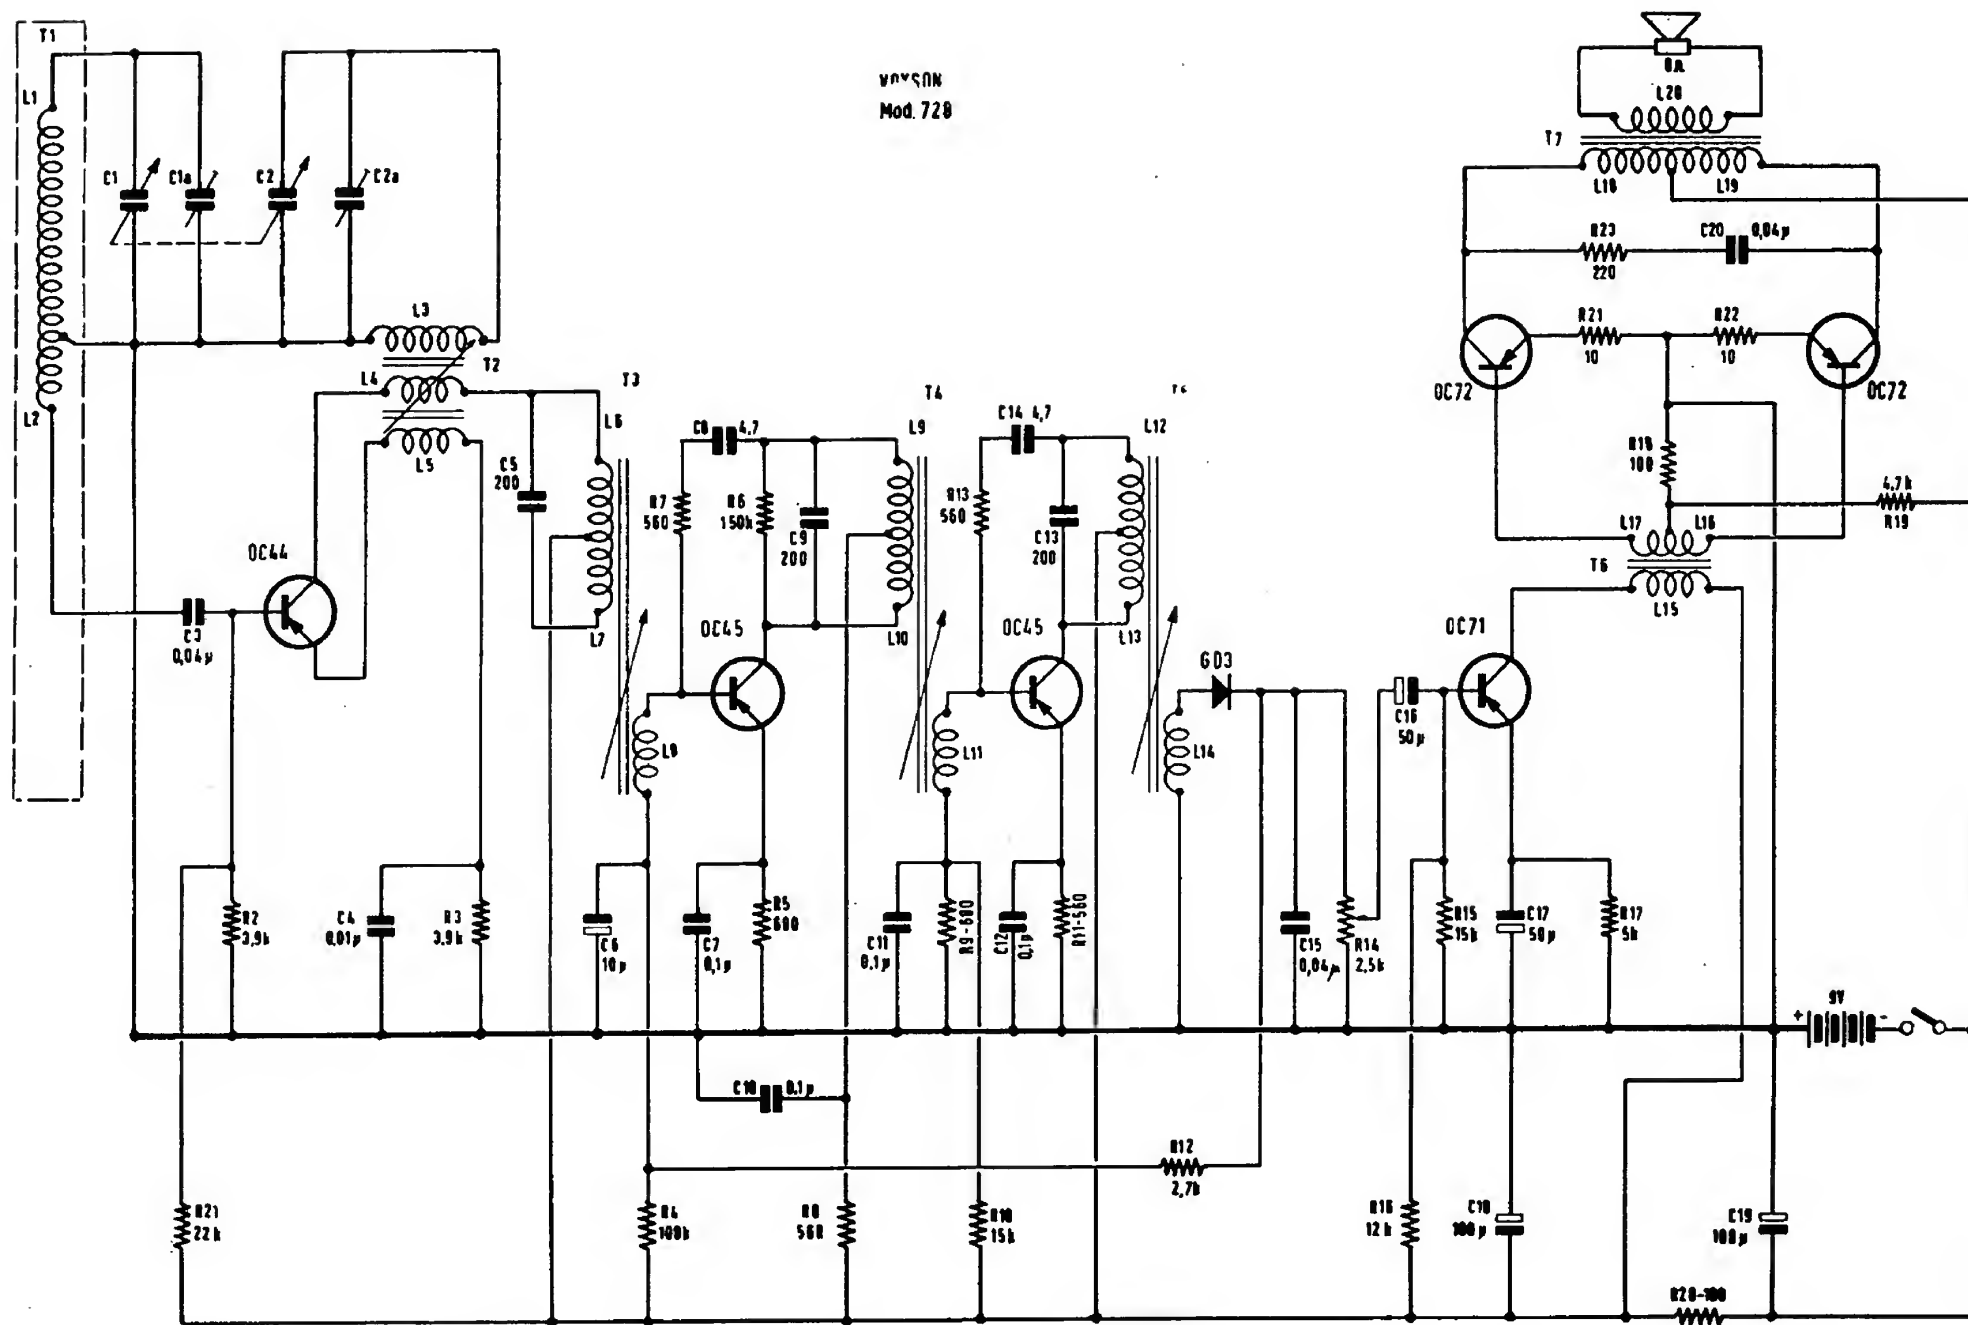 T1
L1
L2
C1
C1a
C2
C2a
L3
T2
L4
L5
Mod. 728
8Ω
L20
T7
L18
L19
R23
220
C20
0,04µ
R21
10
R22
10
OC72
OC72
R18
100
4,7k
R19
L17
L16
T6
L15
OC44
C3
0,04µ
C5
200
T3
L6
L7
L8
C8
4,7
R7
560
R6
150k
C9
200
OC45
T4
L9
L10
L11
C14
4,7
R13
560
C13
200
OC45
L12
L13
L14
GD3
OC71
C16
50µ
R2
3,9k
C4
0,01µ
R3
3,9k
C6
10µ
C7
0,1µ
R5
680
C11
0,1µ
R9-680
C12
0,1µ
R11-560
C15
0,04µ
R14
2,5k
R15
15k
C17
50µ
R17
5k
9V
+
-
C10
0,1µ
R12
2,7k
R21
22k
R4
100k
R8
560
R10
15k
R16
12k
C18
100µ
C19
100µ
R20-100